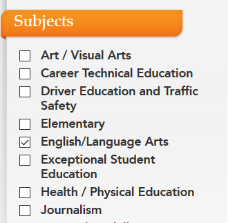 Subjects
Art / Visual Arts
Career Technical Education
Driver Education and Traffic
Safety
Elementary
English/Language Arts
Exceptional Student
Education
Health / Physical Education
Journalism